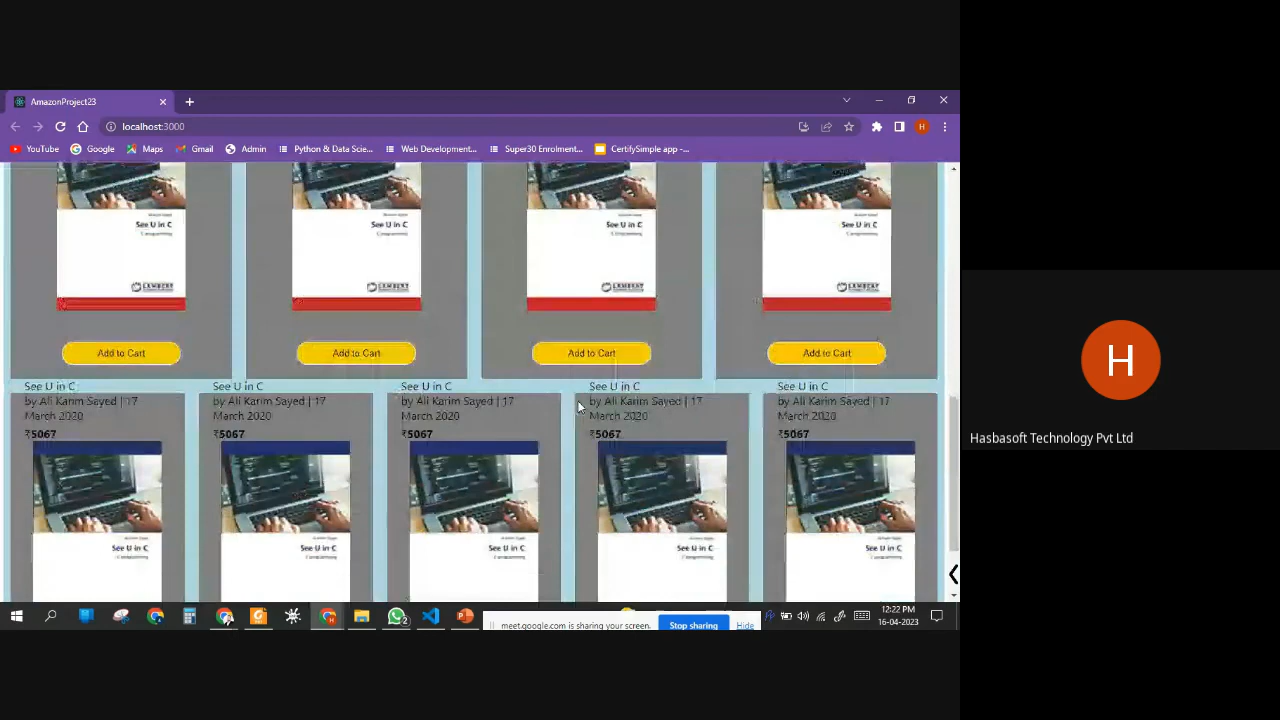 AmazonProject23
localhost:3000
H
YouTube
Google
Maps
Gmail
Admin
Python & Data Scie...
Web Development...
Super30 Enrolment...
CertifySimple app -...
See U in C
See U in C
See U in C
See U in C
LAMBERT
LAMBERT
LAMBERT
LAMBERT
Add to Cart
Add to Cart
Add to Cart
Add to Cart
See U in C
by Ali Karim Sayed | 17
March 2020
₹5067
See U in C
by Ali Karim Sayed | 17
March 2020
₹5067
See U in C
by Ali Karim Sayed | 17
March 2020
₹5067
See U in C
by Ali Karim Sayed | 17
March 2020
₹5067
See U in C
by Ali Karim Sayed | 17
March 2020
₹5067
See U in C
See U in C
See U in C
See U in C
See U in C
meet.google.com is sharing your screen.
Stop sharing
Hide
12:22 PM
16-04-2023
H
Hasbasoft Technology Pvt Ltd